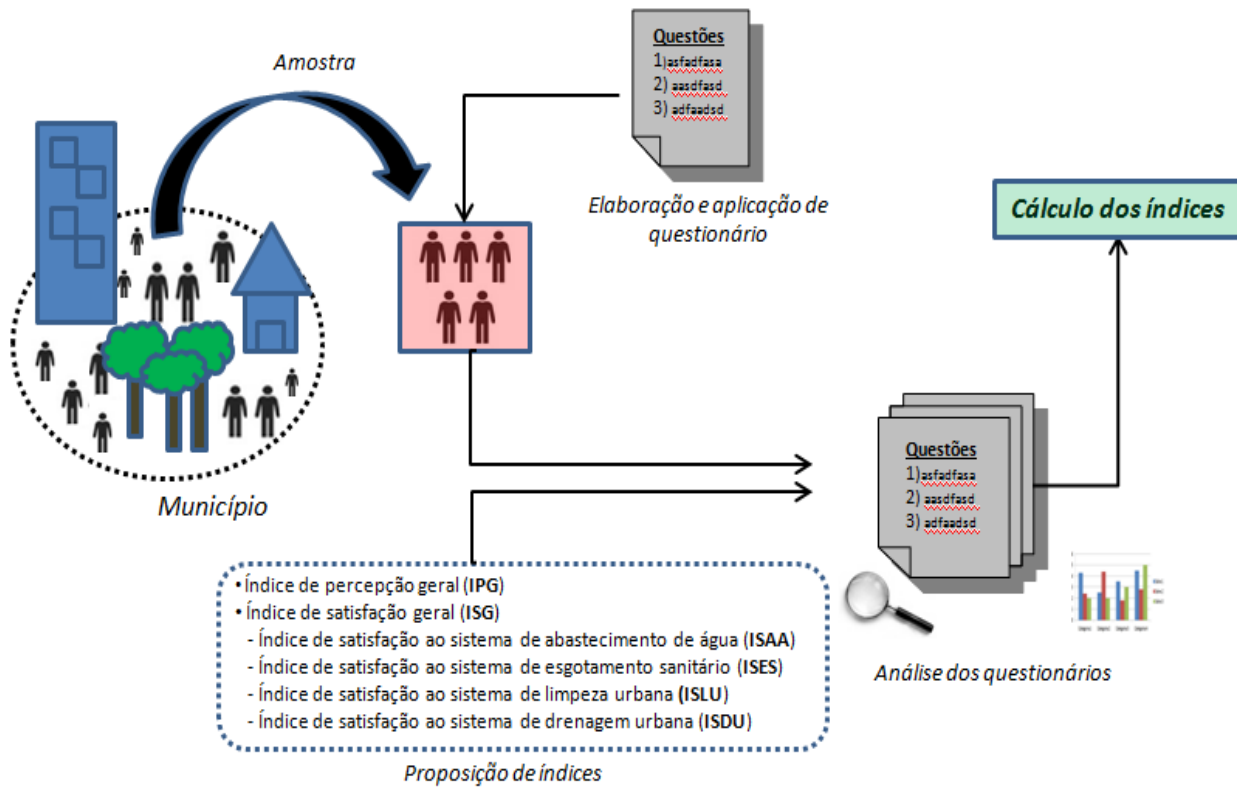 Amostra
Questões
1)asfadfasa
2) aasdfasd
3) adfaadsd
Elaboração e aplicação de
questionário
Cálculo dos índices
Município
Questões
1)asfadfasa
2) aasdfasd
3) adfaadsd
Análise dos questionários
•Índice de percepção geral (IPG)
•Índice de satisfação geral (ISG)
- Índice de satisfação ao sistema de abastecimento de água (ISAA)
- Índice de satisfação ao sistema de esgotamento sanitário (ISES)
- Índice de satisfação ao sistema de limpeza urbana (ISLU)
- Índice de satisfação ao sistema de drenagem urbana (ISDU)
Proposição de índices